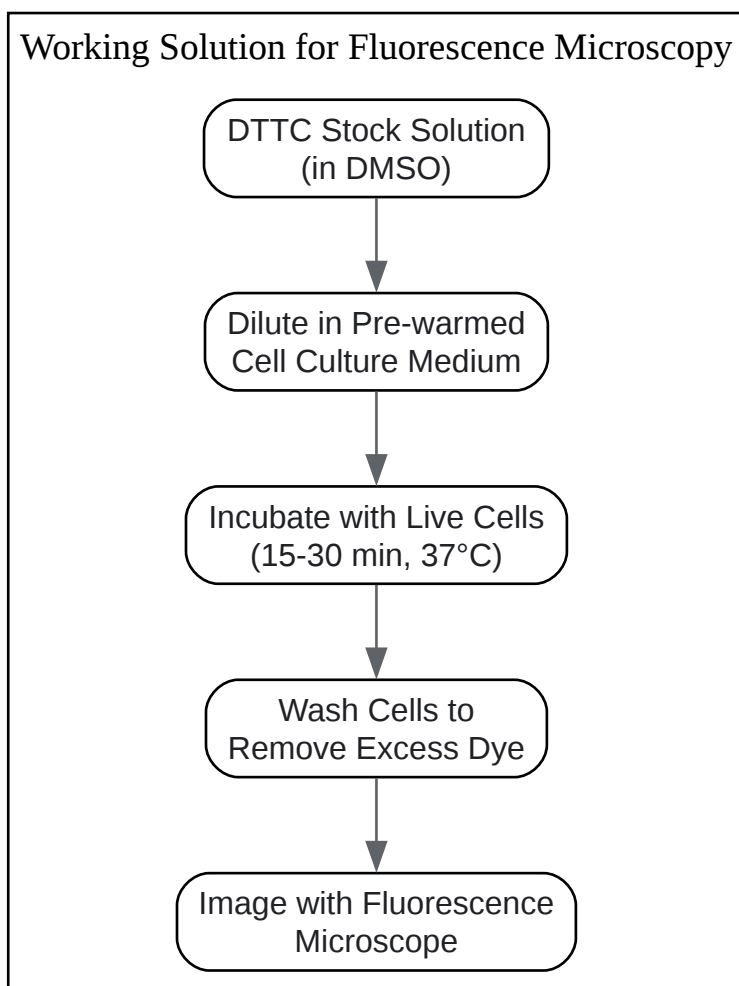 Working Solution for Fluorescence Microscopy
DTTC Stock Solution
(in DMSO)
Dilute in Pre-warmed
Cell Culture Medium
Incubate with Live Cells
(15-30 min, 37°C)
Wash Cells to
Remove Excess Dye
Image with Fluorescence
Microscope